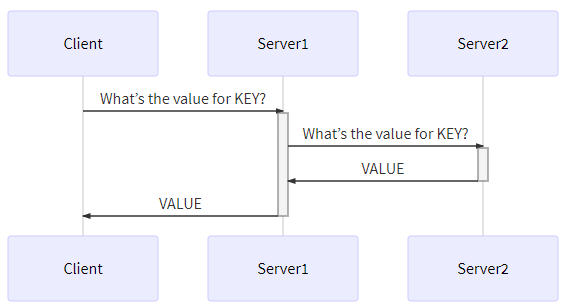 Client
Server1
Server2
What’s the value for KEY?
What’s the value for KEY?
VALUE
VALUE
Client
Server1
Server2